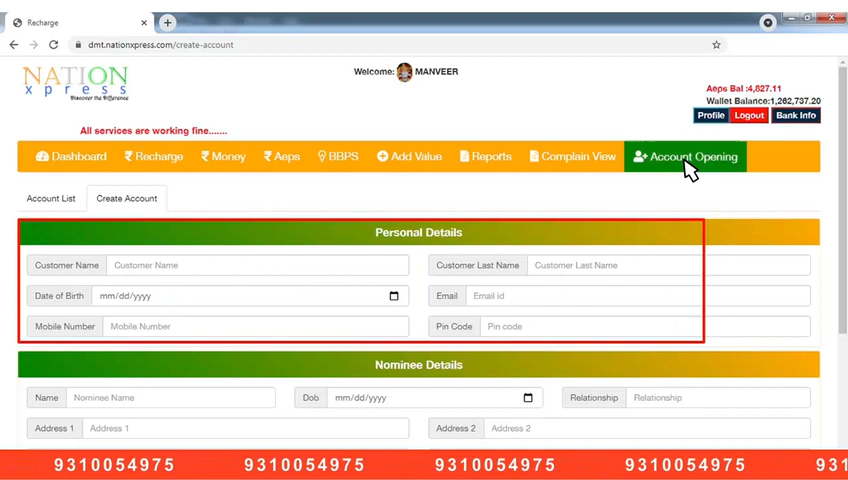 Recharge
dmt.nationxpress.com/create-account
NATION
xpress
Discover the Difference
Welcome: MANVEER
Aeps Bal :4,827.11
Wallet Balance:1,262,737.20
Profile Logout Bank Info
All services are working fine.......
Dashboard ₹ Recharge ₹ Money ₹ Aeps BBPS Add Value Reports Complain View Account Opening
Account List Create Account
Personal Details
Customer Name Customer Name Customer Last Name Customer Last Name
Date of Birth mm/dd/yyyy Email Email id
Mobile Number Mobile Number Pin Code Pin code
Nominee Details
Name Nominee Name Dob mm/dd/yyyy Relationship Relationship
Address 1 Address 1 Address 2 Address 2
9310054975 9310054975 9310054975 9310054975 931